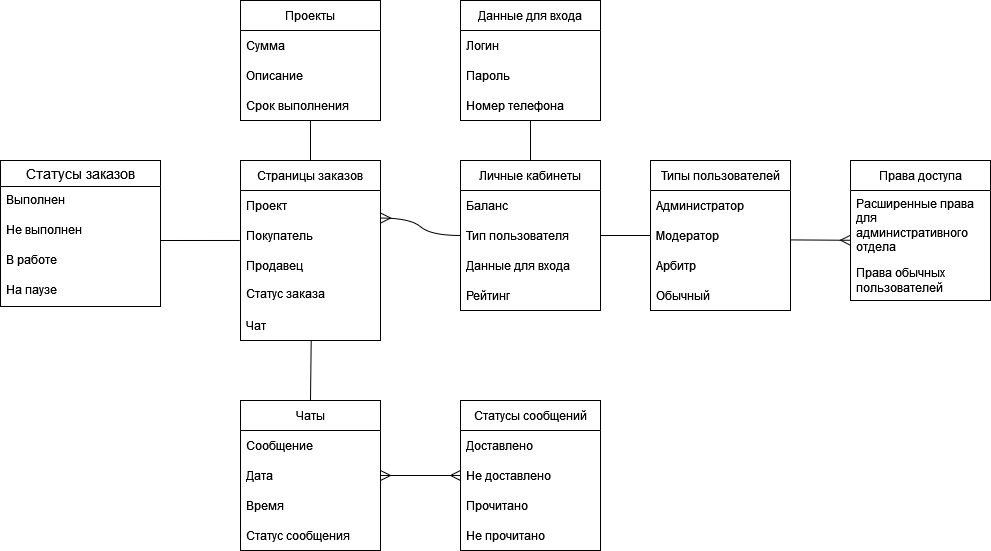 Проекты
Сумма
Описание
Срок выполнения
Данные для входа
Логин
Пароль
Номер телефона
Статусы заказов
Выполнен
Не выполнен
В работе
На паузе
Страницы заказов
Проект
Покупатель
Продавец
Статус заказа
Чат
Личные кабинеты
Баланс
Тип пользователя
Данные для входа
Рейтинг
Типы пользователей
Администратор
Модератор
Арбитр
Обычный
Права доступа
Расширенные права
для
административного
отдела
Права обычных
пользователей
Чаты
Сообщение
Дата
Время
Статус сообщения
Статусы сообщений
Доставлено
Не доставлено
Прочитано
Не прочитано